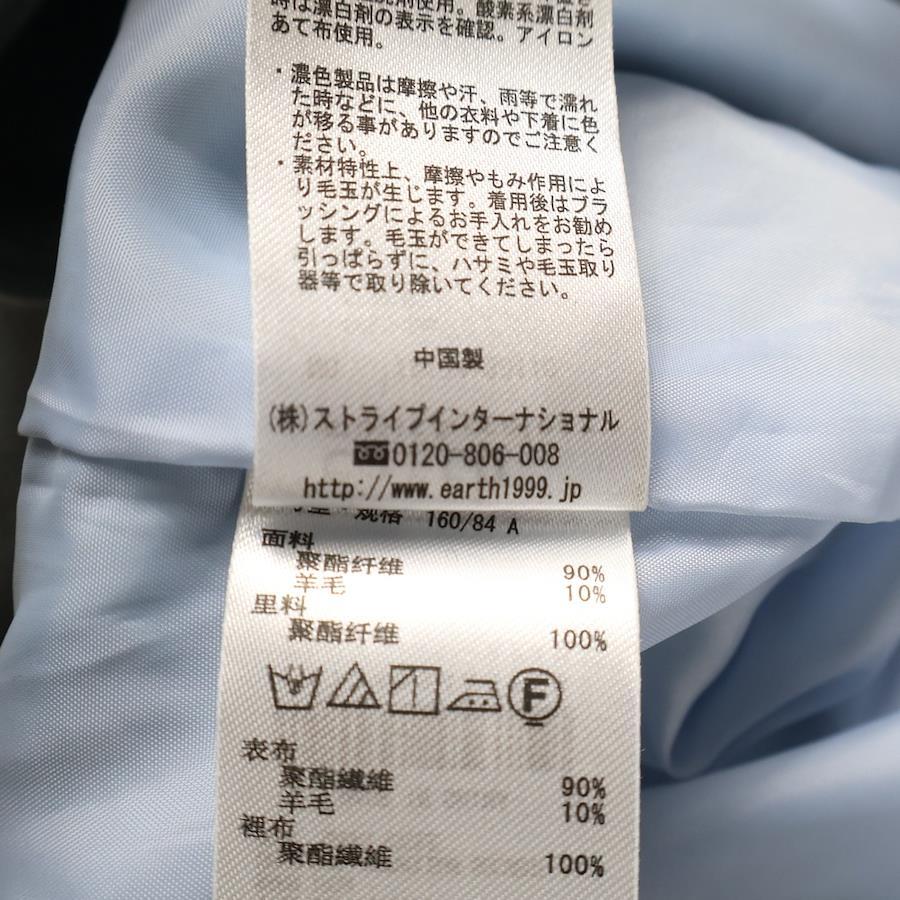 剤使用。酸素系漂白剤
時は漂白剤の表示を確認。アイロン
あて布使用。
・濃色製品は摩擦や汗、雨等で濡れ
た時などに、他の衣料や下着に色
が移る事がありますのでご注意く
ださい。
・素材特性上、摩擦やもみ作用によ
り毛玉が生じます。着用後はブラ
ッシングによるお手入れをお勧め
します。毛玉ができてしまったら
引っぱらずに、ハサミや毛玉取り
器等で取り除いてください。
中国製
(株)ストライプインターナショナル
0120-806-008
http://www.earth1999.jp
号型・规格 160/84 A
面料
聚酯纤维 90%
羊毛 10%
里料
聚酯纤维 100%
F
表布
聚酯纖維 90%
羊毛 10%
裡布
聚酯纖維 100%